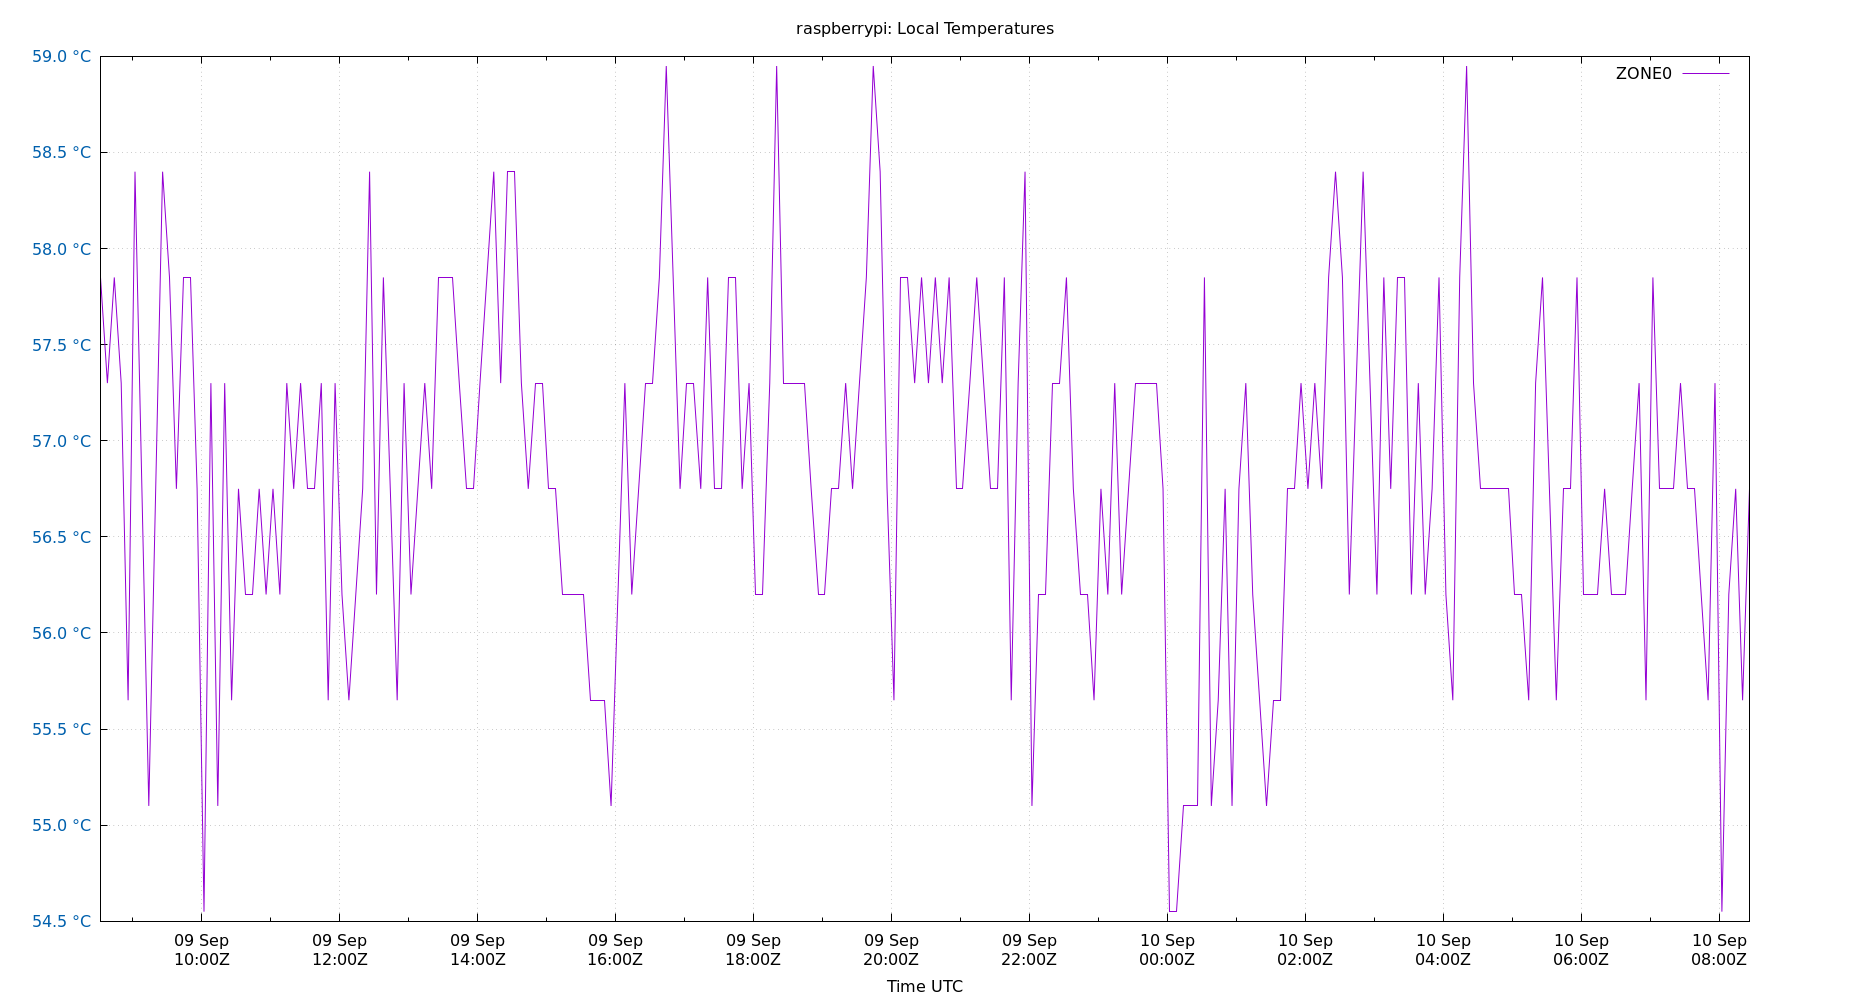 raspberrypi: Local Temperatures
59.0 °C
58.5 °C
58.0 °C
57.5 °C
57.0 °C
56.5 °C
56.0 °C
55.5 °C
55.0 °C
54.5 °C
ZONE0
09 Sep 09 Sep 09 Sep 09 Sep 09 Sep 09 Sep 09 Sep 10 Sep 10 Sep 10 Sep 10 Sep 10 Sep
10:00Z 12:00Z 14:00Z 16:00Z 18:00Z 20:00Z 22:00Z 00:00Z 02:00Z 04:00Z 06:00Z 08:00Z
Time UTC